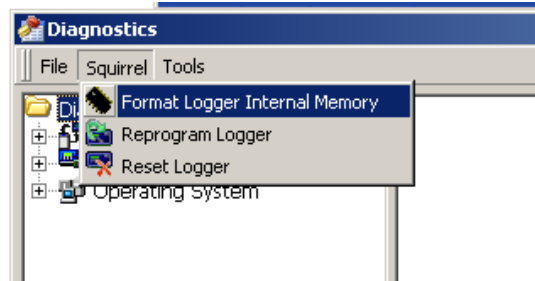 Diagnostics
File Squirrel Tools
Format Logger Internal Memory
Reprogram Logger
Reset Logger
Operating System